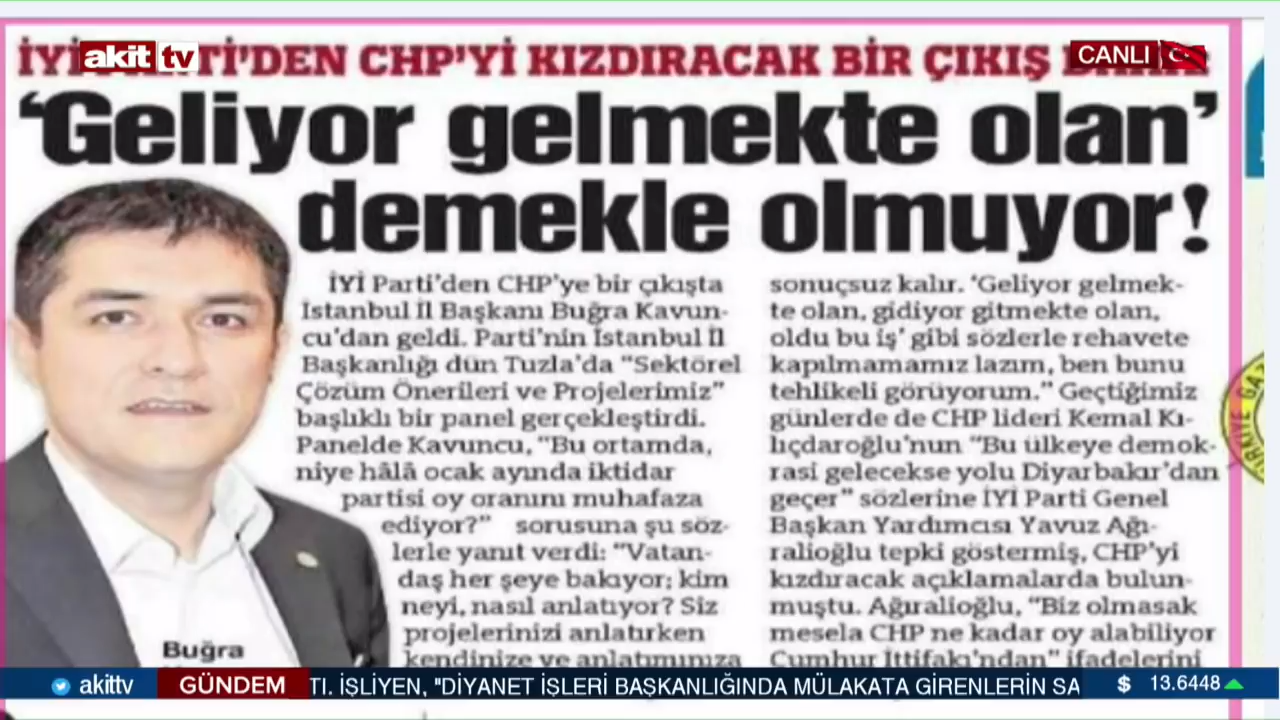 akit tv
CANLI
İYİ PARTİ'DEN CHP'Yİ KIZDIRACAK BİR ÇIKIŞ DAHA
'Geliyor gelmekte olan'
demekle olmuyor!
İYİ Parti'den CHP'ye bir çıkışta
İstanbul İl Başkanı Buğra Kavun-
cu'dan geldi. Parti'nin İstanbul İl
Başkanlığı dün Tuzla'da "Sektörel
Çözüm Önerileri ve Projelerimiz"
başlıklı bir panel gerçekleştirdi.
Panelde Kavuncu, "Bu ortamda,
niye hâlâ ocak ayında iktidar
partisi oy oranını muhafaza
ediyor?" sorusuna şu söz-
lerle yanıt verdi: "Vatan-
daş her şeye bakıyor; kim
neyi, nasıl anlatıyor? Siz
projelerinizi anlatırken
kendinize ve anlatımınıza
sonuçsuz kalır. 'Geliyor gelmek-
te olan, gidiyor gitmekte olan,
oldu bu iş' gibi sözlerle rehavete
kapılmamamız lazım, ben bunu
tehlikeli görüyorum." Geçtiğimiz
günlerde de CHP lideri Kemal Kı-
lıçdaroğlu'nun "Bu ülkeye demok-
rasi gelecekse yolu Diyarbakır'dan
geçer" sözlerine İYİ Parti Genel
Başkan Yardımcısı Yavuz Ağı-
ralioğlu tepki göstermiş, CHP'yi
kızdıracak açıklamalarda bulun-
muştu. Ağıralioğlu, "Biz olmasak
mesela CHP ne kadar oy alabiliyor
Cumhur İttifakı'ndan" ifadelerini
Buğra
akittv
GÜNDEM
TI. İŞLİYEN, "DİYANET İŞLERİ BAŞKANLIĞINDA MÜLAKATA GİRENLERİN SA
$ 13.6448